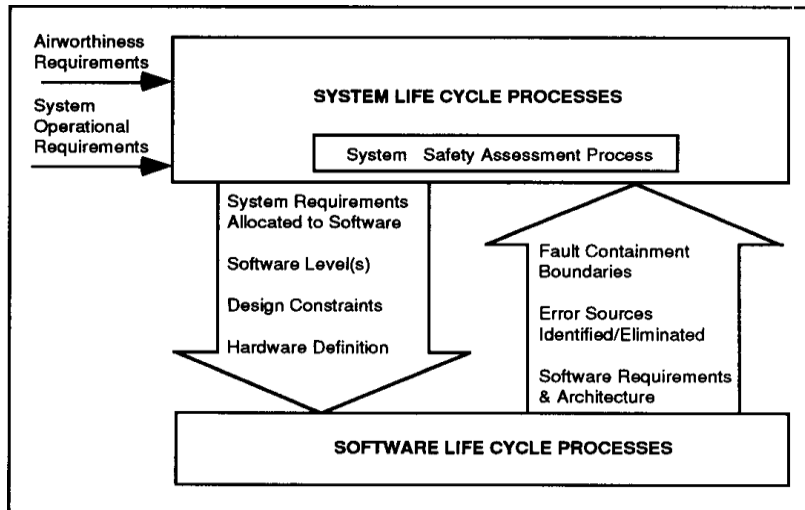 Airworthiness
Requirements
System
Operational
Requirements
SYSTEM LIFE CYCLE PROCESSES
System Safety Assessment Process
System Requirements
Allocated to Software
Software Level(s)
Design Constraints
Hardware Definition
Fault Containment
Boundaries
Error Sources
Identified/Eliminated
Software Requirements
& Architecture
SOFTWARE LIFE CYCLE PROCESSES